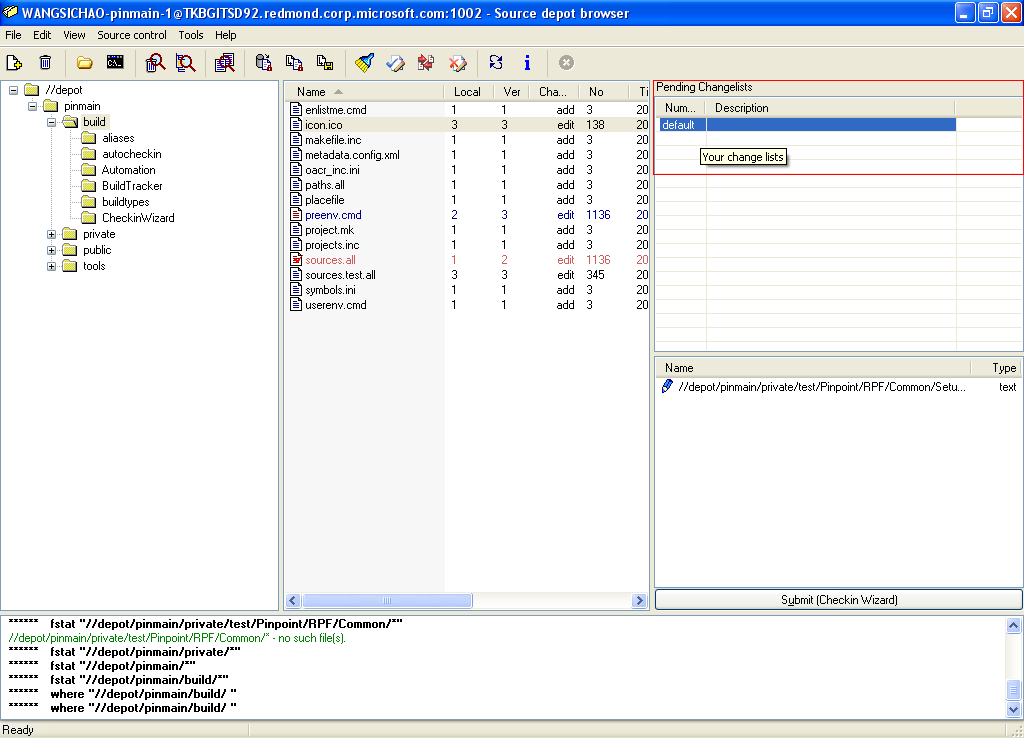 WANGSICHAO-pinmain-1@TKBGITSD92.redmond.corp.microsoft.com:1002 - Source depot browser
File Edit View Source control Tools Help
//depot
pinmain
build
aliases
autocheckin
Automation
BuildTracker
buildtypes
CheckinWizard
private
public
tools
Name Local Ver Cha... No Ti
enlistme.cmd 1 1 add 3 20
icon.ico 3 3 edit 138 20
makefile.inc 1 1 add 3 20
metadata.config.xml 1 1 add 3 20
oacr_inc.ini 1 1 add 3 20
paths.all 1 1 add 3 20
placefile 1 1 add 3 20
preenv.cmd 2 3 edit 1136 20
project.mk 1 1 add 3 20
projects.inc 1 1 add 3 20
sources.all 1 2 edit 1136 20
sources.test.all 3 3 edit 345 20
symbols.ini 1 1 add 3 20
userenv.cmd 1 1 add 3 20
Pending Changelists
Num... Description
default
Your change lists
Name Type
//depot/pinmain/private/test/Pinpoint/RPF/Common/Setu... text
Submit (Checkin Wizard)
****** fstat "//depot/pinmain/private/test/Pinpoint/RPF/Common/*"
//depot/pinmain/private/test/Pinpoint/RPF/Common/* - no such file(s).
****** fstat "//depot/pinmain/private/*"
****** fstat "//depot/pinmain/*"
****** fstat "//depot/pinmain/build/*"
****** where "//depot/pinmain/build/ "
****** where "//depot/pinmain/build/ "
Ready